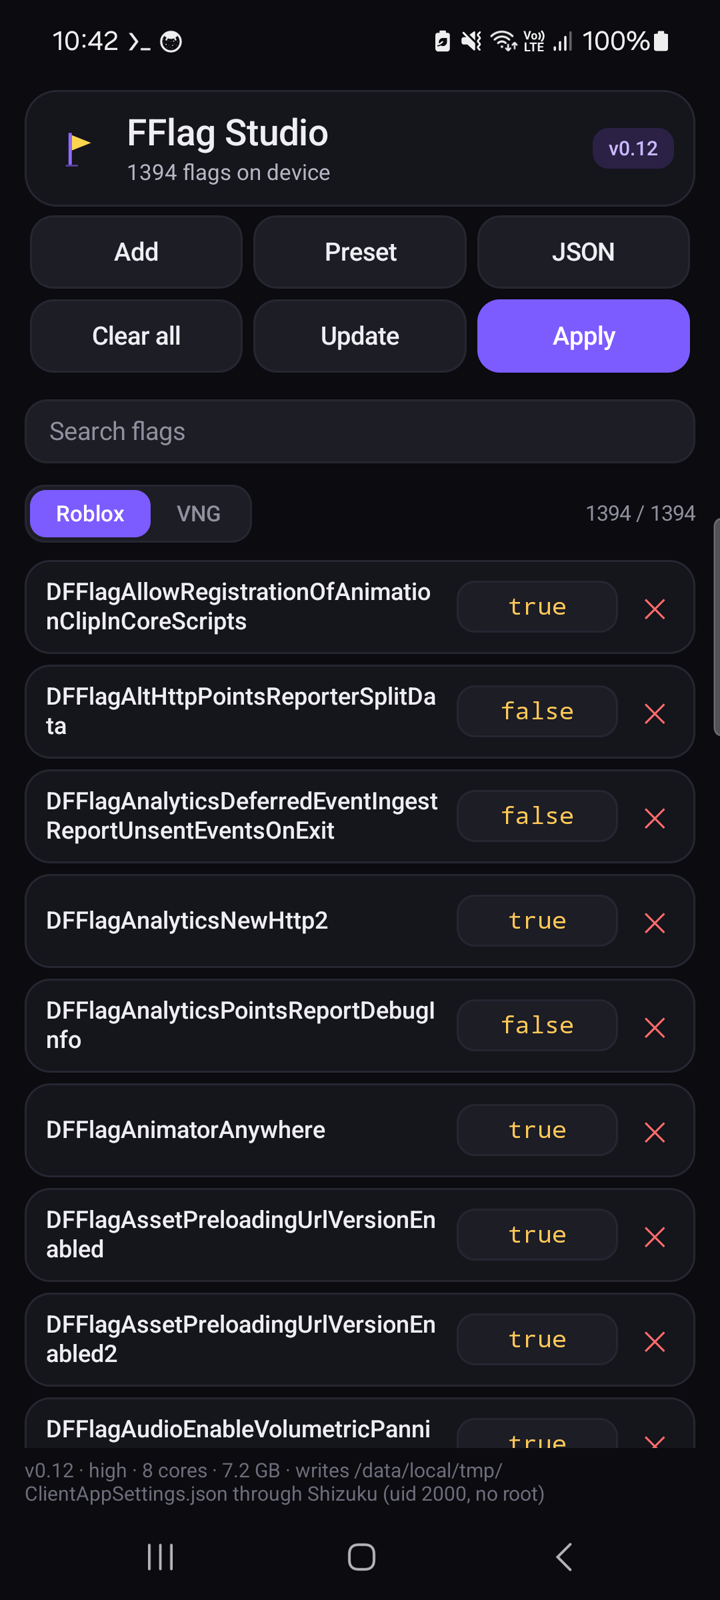 10:42
Vo))
LTE
100%
FFlag Studio
1394 flags on device
v0.12
Add
Preset
JSON
Clear all
Update
Apply
Search flags
Roblox
VNG
1394 / 1394
DFFlagAllowRegistrationOfAnimatio
nClipInCoreScripts
true
DFFlagAltHttpPointsReporterSplitDa
ta
false
DFFlagAnalyticsDeferredEventIngest
ReportUnsentEventsOnExit
false
DFFlagAnalyticsNewHttp2
true
DFFlagAnalyticsPointsReportDebugI
nfo
false
DFFlagAnimatorAnywhere
true
DFFlagAssetPreloadingUrlVersionEn
abled
true
DFFlagAssetPreloadingUrlVersionEn
abled2
true
DFFlagAudioEnableVolumetricPanni
true
v0.12 · high · 8 cores · 7.2 GB · writes /data/local/tmp/
ClientAppSettings.json through Shizuku (uid 2000, no root)